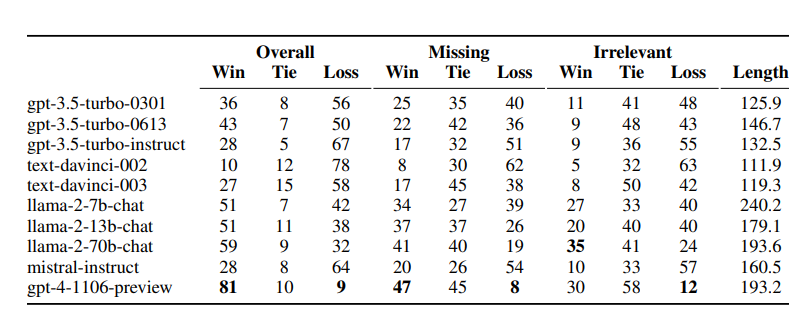 Overall Missing Irrelevant
Win Tie Loss Win Tie Loss Win Tie Loss Length
gpt-3.5-turbo-0301 36 8 56 25 35 40 11 41 48 125.9
gpt-3.5-turbo-0613 43 7 50 22 42 36 9 48 43 146.7
gpt-3.5-turbo-instruct 28 5 67 17 32 51 9 36 55 132.5
text-davinci-002 10 12 78 8 30 62 5 32 63 111.9
text-davinci-003 27 15 58 17 45 38 8 50 42 119.3
llama-2-7b-chat 51 7 42 34 27 39 27 33 40 240.2
llama-2-13b-chat 51 11 38 37 37 26 20 40 40 179.1
llama-2-70b-chat 59 9 32 41 40 19 35 41 24 193.6
mistral-instruct 28 8 64 20 26 54 10 33 57 160.5
gpt-4-1106-preview 81 10 9 47 45 8 30 58 12 193.2